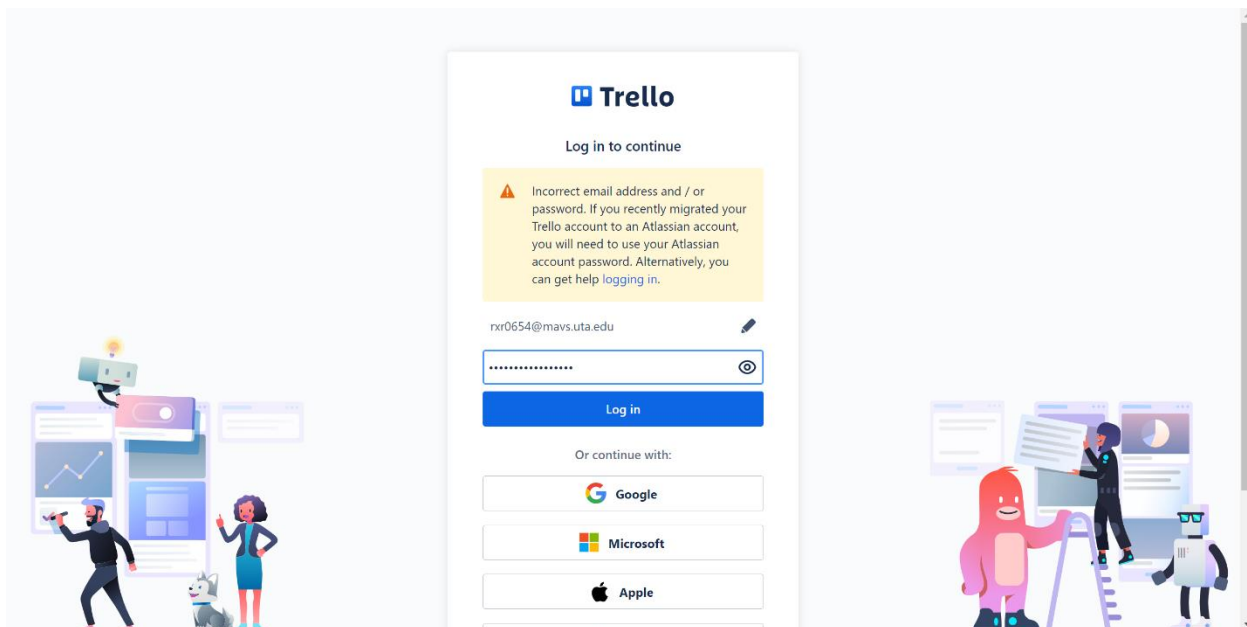 Trello
Log in to continue
Incorrect email address and / or
password. If you recently migrated your
Trello account to an Atlassian account,
you will need to use your Atlassian
account password. Alternatively, you
can get help logging in.
rxr0654@mavs.uta.edu
•••••••••••••••••
Log in
Or continue with:
Google
Microsoft
Apple